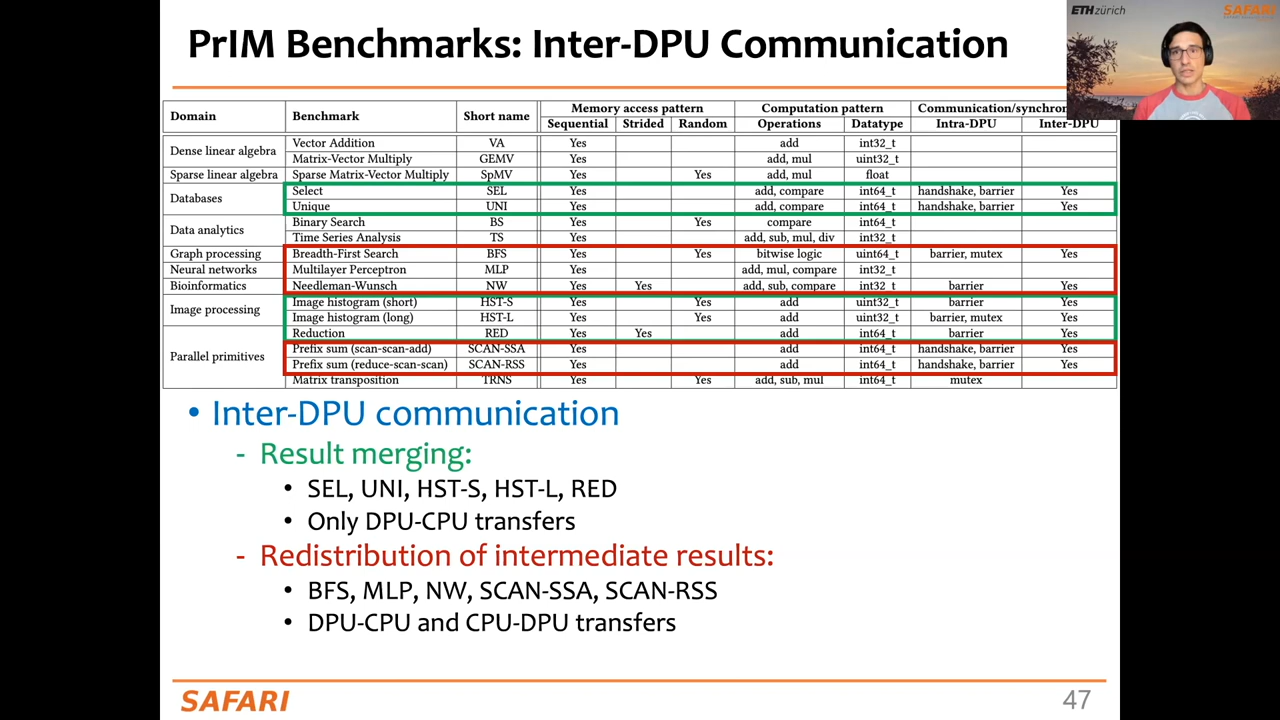 PrIM Benchmarks: Inter-DPU Communication
ETH zürich
SAFARI
Domain Benchmark Short name Memory access pattern Computation pattern Communication/synchron
Sequential Strided Random Operations Datatype Intra-DPU Inter-DPU
Dense linear algebra Vector Addition VA Yes add int32_t
Matrix-Vector Multiply GEMV Yes add, mul uint32_t
Sparse linear algebra Sparse Matrix-Vector Multiply SpMV Yes Yes add, mul float
Databases Select SEL Yes add, compare int64_t handshake, barrier Yes
Unique UNI Yes add, compare int64_t handshake, barrier Yes
Data analytics Binary Search BS Yes Yes compare int64_t
Time Series Analysis TS Yes add, sub, mul, div int32_t
Graph processing Breadth-First Search BFS Yes Yes bitwise logic uint64_t barrier, mutex Yes
Neural networks Multilayer Perceptron MLP Yes add, mul, compare int32_t
Bioinformatics Needleman-Wunsch NW Yes Yes add, sub, compare int32_t barrier Yes
Image processing Image histogram (short) HST-S Yes Yes add uint32_t barrier Yes
Image histogram (long) HST-L Yes Yes add uint32_t barrier, mutex Yes
Parallel primitives Reduction RED Yes Yes add int64_t barrier Yes
Prefix sum (scan-scan-add) SCAN-SSA Yes add int64_t handshake, barrier Yes
Prefix sum (reduce-scan-scan) SCAN-RSS Yes add int64_t handshake, barrier Yes
Matrix transposition TRNS Yes Yes add, sub, mul int64_t mutex
• Inter-DPU communication
- Result merging:
• SEL, UNI, HST-S, HST-L, RED
• Only DPU-CPU transfers
- Redistribution of intermediate results:
• BFS, MLP, NW, SCAN-SSA, SCAN-RSS
• DPU-CPU and CPU-DPU transfers
SAFARI
47